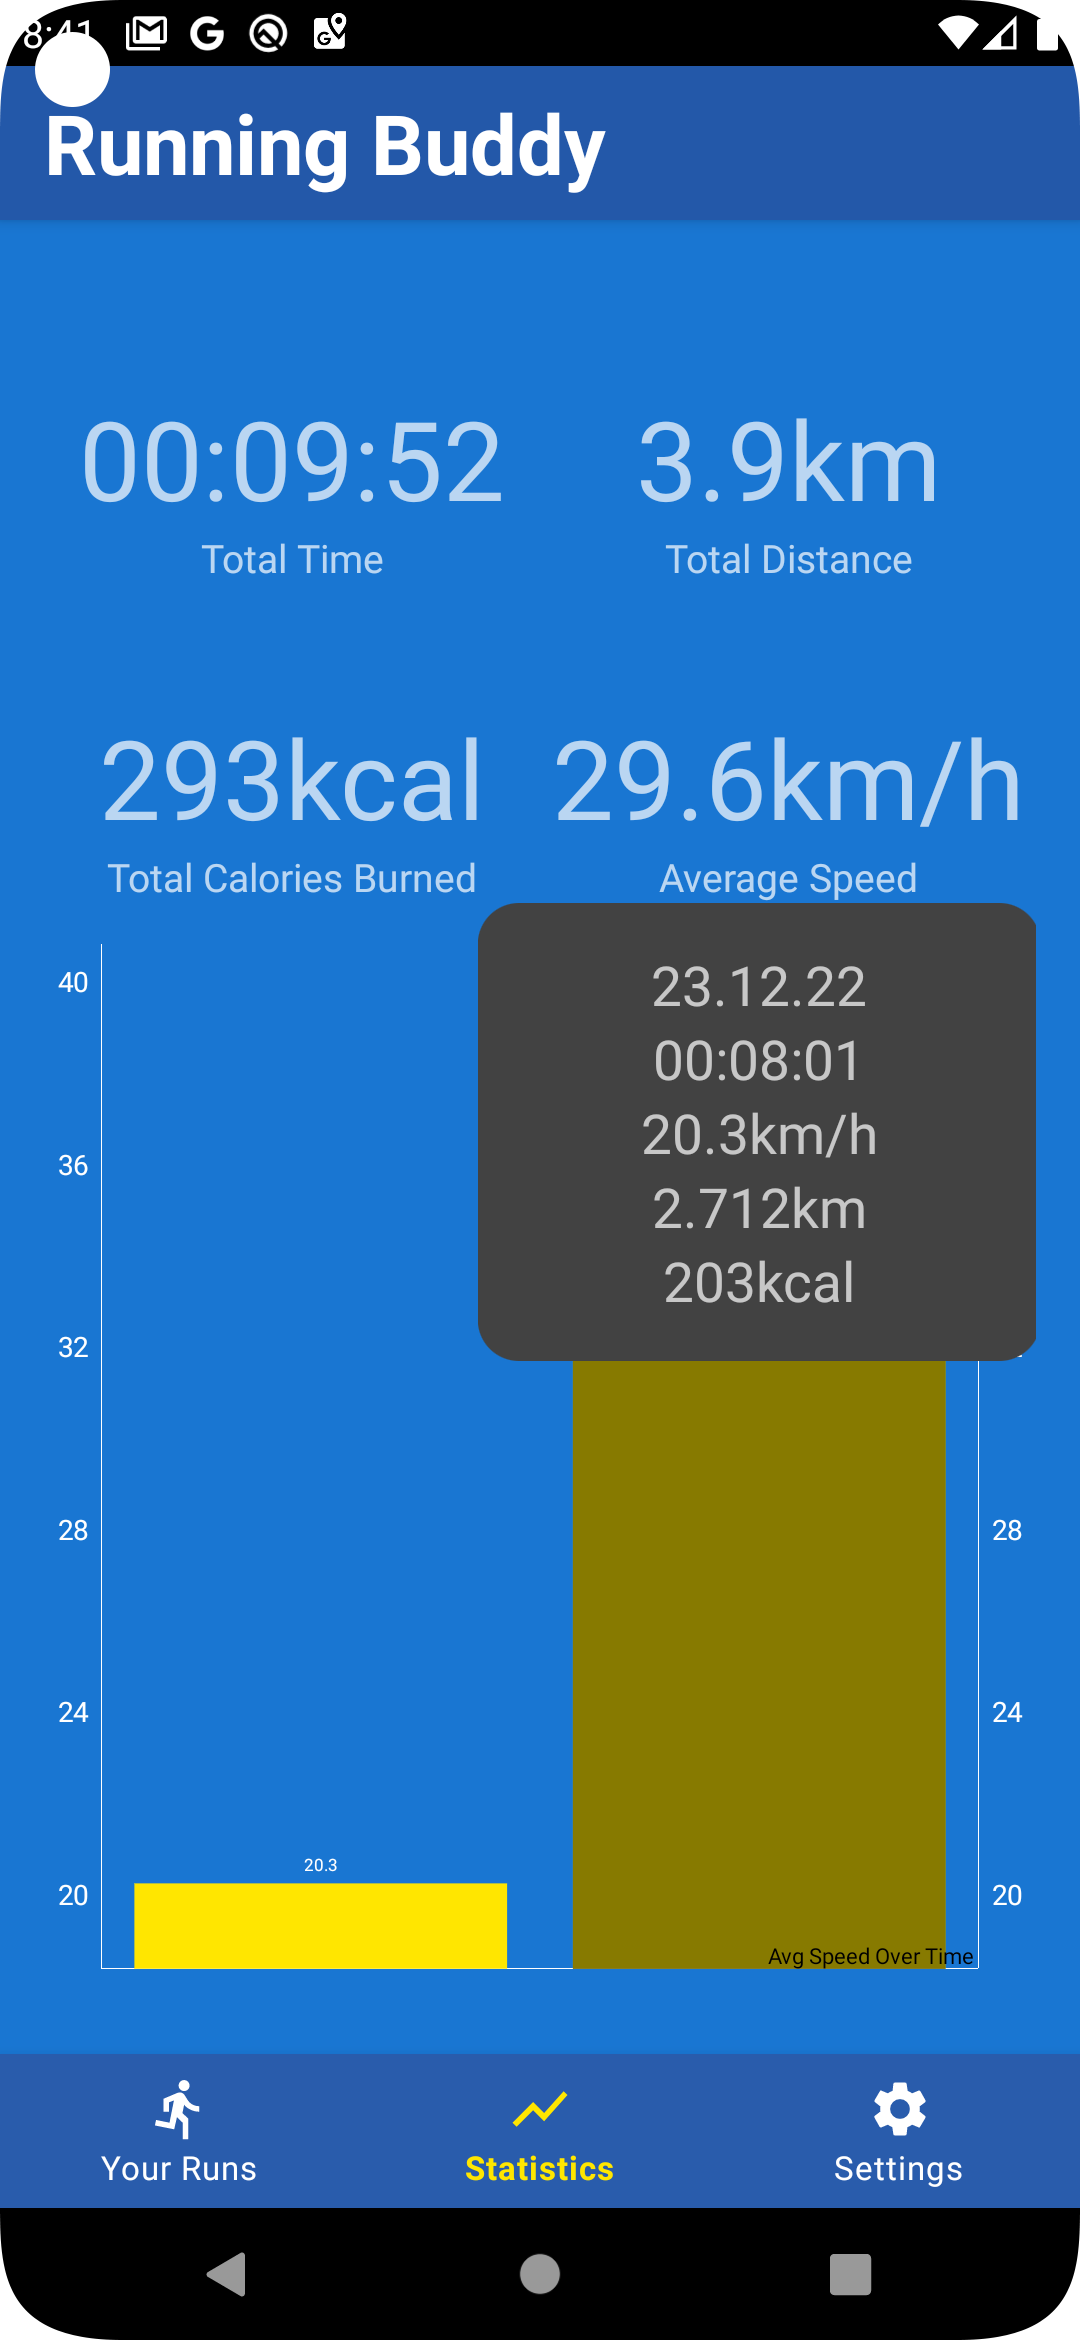 8:41
Running Buddy
00:09:52
3.9km
Total Time
Total Distance
293kcal
29.6km/h
Total Calories Burned
Average Speed
23.12.22
00:08:01
20.3km/h
2.712km
203kcal
40
36
32
28
24
20
20.3
28
24
20
Avg Speed Over Time
Your Runs
Statistics
Settings